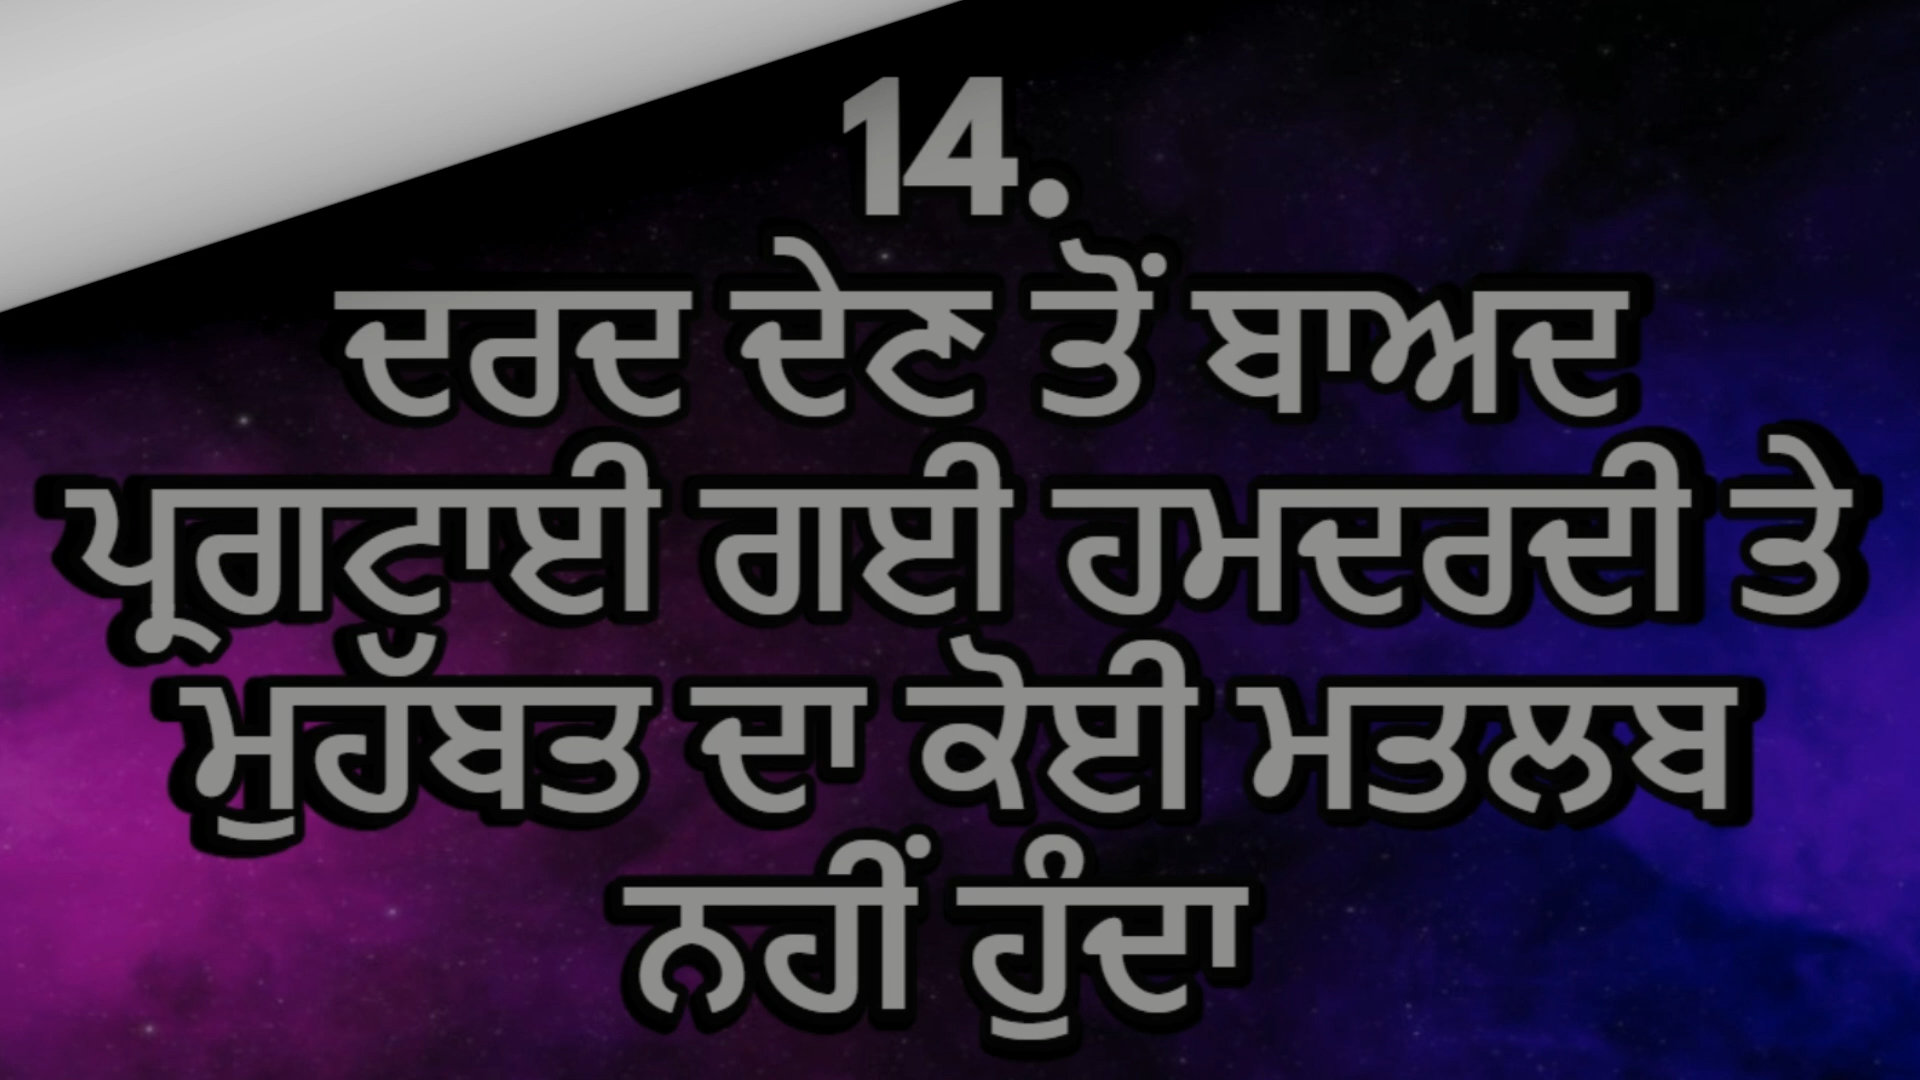 14.
ਦਰਦ ਦੇਣ ਤੋਂ ਬਾਅਦ
ਪ੍ਰਗਟਾਈ ਗਈ ਹਮਦਰਦੀ ਤੇ
ਮੁਹੱਬਤ ਦਾ ਕੋਈ ਮਤਲਬ
ਨਹੀਂ ਹੁੰਦਾ